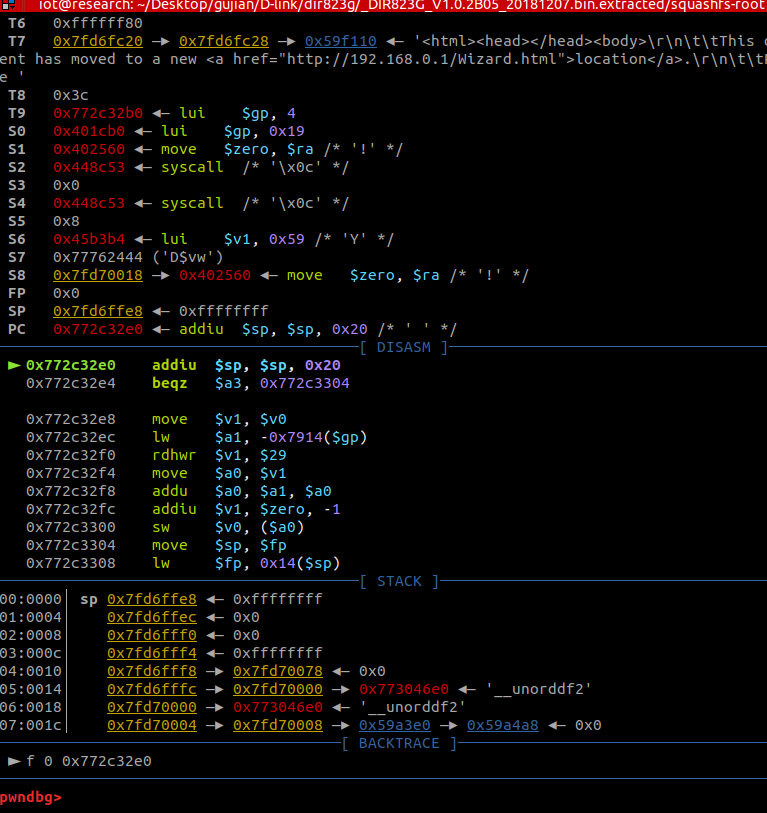 iot@research: ~/Desktop/gujian/D-link/dir823g/_DIR823G_V1.0.2B05_20181207.bin.extracted/squashfs-root
T6 0xffffff80
T7 0x7fd6fc20 —▸ 0x7fd6fc28 —▸ 0x59f110 ◂— '<html><head></head><body>\r\n\t\tThis
ent has moved to a new <a href="http://192.168.0.1/Wizard.html">location</a>.\r\n\t\t
e '
T8 0x3c
T9 0x772c32b0 ◂— lui $gp, 4
S0 0x401cb0 ◂— lui $gp, 0x19
S1 0x402560 ◂— move $zero, $ra /* '!' */
S2 0x448c53 ◂— syscall /* '\x0c' */
S3 0x0
S4 0x448c53 ◂— syscall /* '\x0c' */
S5 0x8
S6 0x45b3b4 ◂— lui $v1, 0x59 /* 'Y' */
S7 0x77762444 ('D$vw')
S8 0x7fd70018 —▸ 0x402560 ◂— move $zero, $ra /* '!' */
FP 0x0
SP 0x7fd6ffe8 ◂— 0xffffffff
PC 0x772c32e0 ◂— addiu $sp, $sp, 0x20 /* ' ' */
[ DISASM ]
► 0x772c32e0 addiu $sp, $sp, 0x20
0x772c32e4 beqz $a3, 0x772c3304
0x772c32e8 move $v1, $v0
0x772c32ec lw $a1, -0x7914($gp)
0x772c32f0 rdhwr $v1, $29
0x772c32f4 move $a0, $v1
0x772c32f8 addu $a0, $a1, $a0
0x772c32fc addiu $v1, $zero, -1
0x772c3300 sw $v0, ($a0)
0x772c3304 move $sp, $fp
0x772c3308 lw $fp, 0x14($sp)
[ STACK ]
00:0000│ sp 0x7fd6ffe8 ◂— 0xffffffff
01:0004│ 0x7fd6ffec ◂— 0x0
02:0008│ 0x7fd6fff0 ◂— 0x0
03:000c│ 0x7fd6fff4 ◂— 0xffffffff
04:0010│ 0x7fd6fff8 —▸ 0x7fd70078 ◂— 0x0
05:0014│ 0x7fd6fffc —▸ 0x7fd70000 —▸ 0x773046e0 ◂— '__unorddf2'
06:0018│ 0x7fd70000 —▸ 0x773046e0 ◂— '__unorddf2'
07:001c│ 0x7fd70004 —▸ 0x7fd70008 —▸ 0x59a3e0 —▸ 0x59a4a8 ◂— 0x0
[ BACKTRACE ]
► f 0 0x772c32e0
pwndbg>